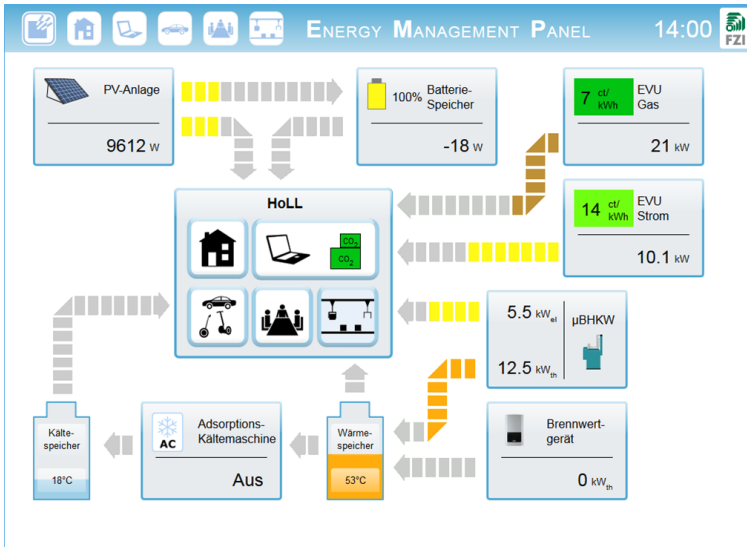 ENERGY MANAGEMENT PANEL
14:00
FZI
PV-Anlage
9612 W
100%
Batterie-
Speicher
-18 W
7 ct/
kWh
EVU
Gas
21 kW
HoLL
CO2
CO2
14 ct/
kWh
EVU
Strom
10.1 kW
5.5 kWel
µBHKW
12.5 kWth
Kälte-
speicher
18°C
AC
Adsorptions-
Kältemaschine
Aus
Wärme-
speicher
53°C
Brennwert-
gerät
0 kWth